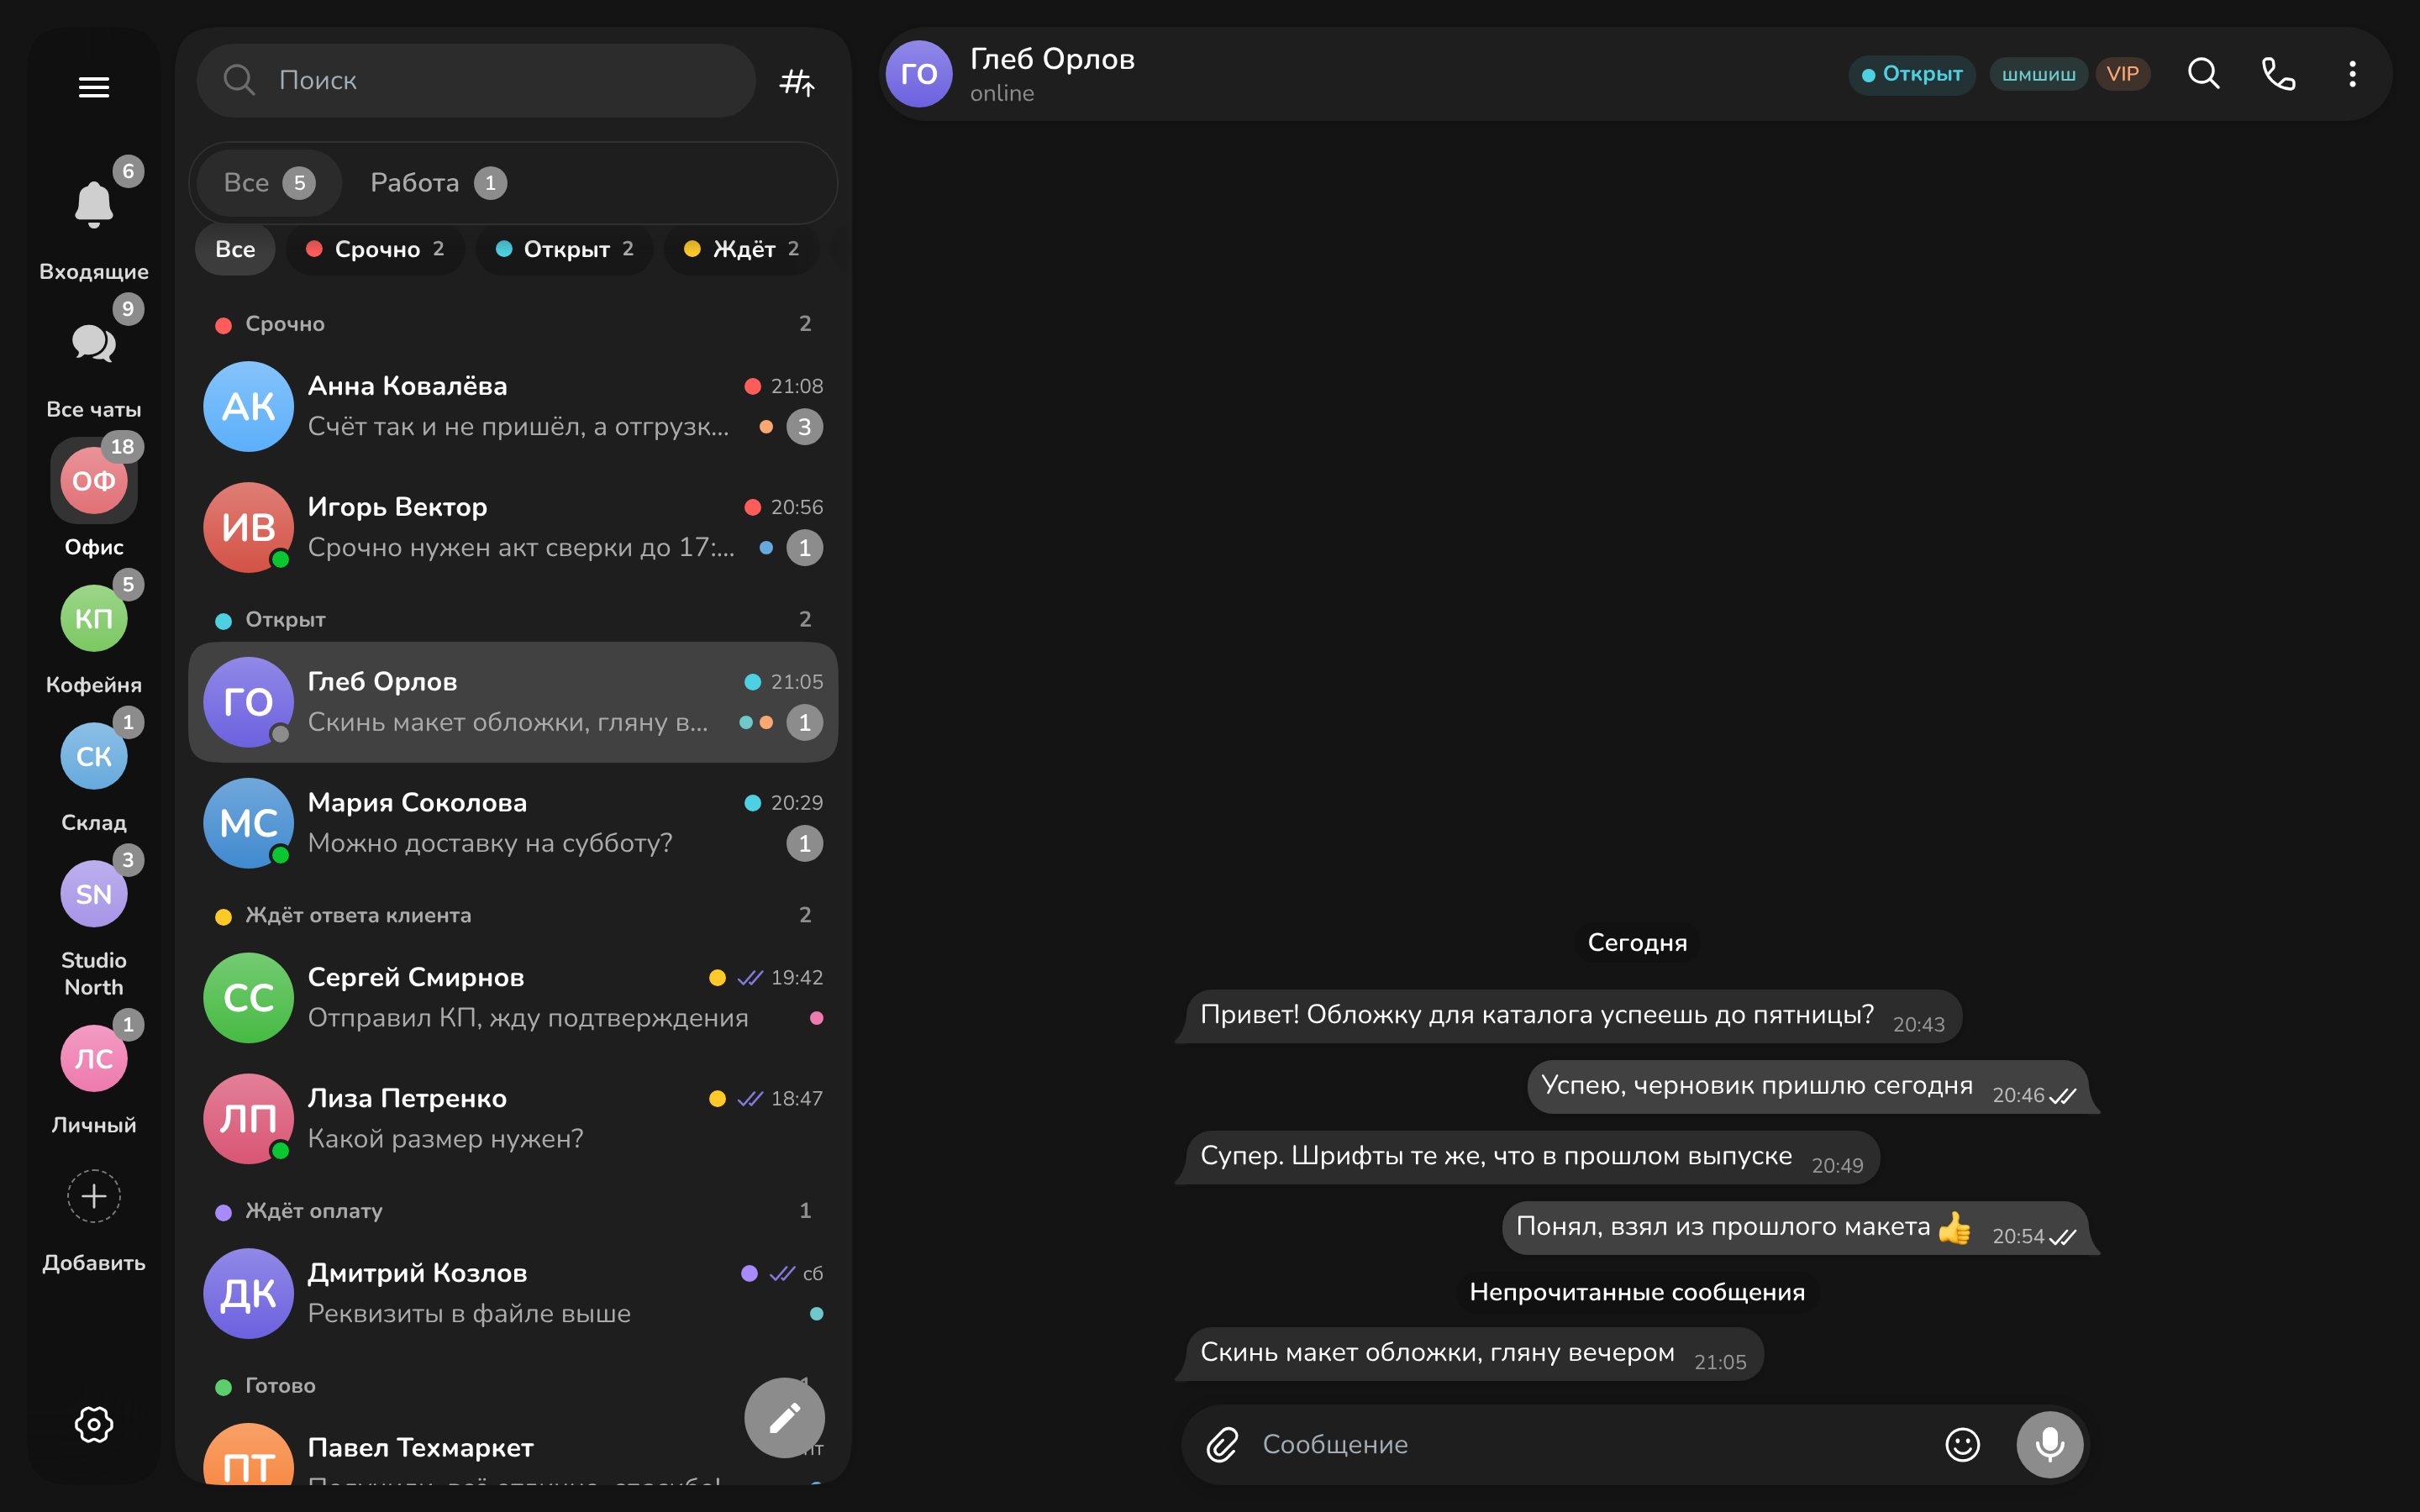 6
Входящие
9
Все чаты
18
ОФ
Офис
5
КП
Кофейня
1
СК
Склад
3
SN
Studio
North
1
ЛС
Личный
Добавить
Поиск
Все 5 Работа 1
Все Срочно 2 Открыт 2 Ждёт 2
Срочно 2
АК Анна Ковалёва 21:08
Счёт так и не пришёл, а отгрузк... 3
ИВ Игорь Вектор 20:56
Срочно нужен акт сверки до 17:... 1
Открыт 2
ГО Глеб Орлов 21:05
Скинь макет обложки, гляну в... 1
МС Мария Соколова 20:29
Можно доставку на субботу? 1
Ждёт ответа клиента 2
СС Сергей Смирнов 19:42
Отправил КП, жду подтверждения
ЛП Лиза Петренко 18:47
Какой размер нужен?
Ждёт оплату 1
ДК Дмитрий Козлов сб
Реквизиты в файле выше
Готово
ПТ Павел Техмаркет
ГО Глеб Орлов
online
Открыт шмшиш VIP
Сегодня
Привет! Обложку для каталога успеешь до пятницы? 20:43
Успею, черновик пришлю сегодня 20:46
Супер. Шрифты те же, что в прошлом выпуске 20:49
Понял, взял из прошлого макета 👍 20:54
Непрочитанные сообщения
Скинь макет обложки, гляну вечером 21:05
Сообщение